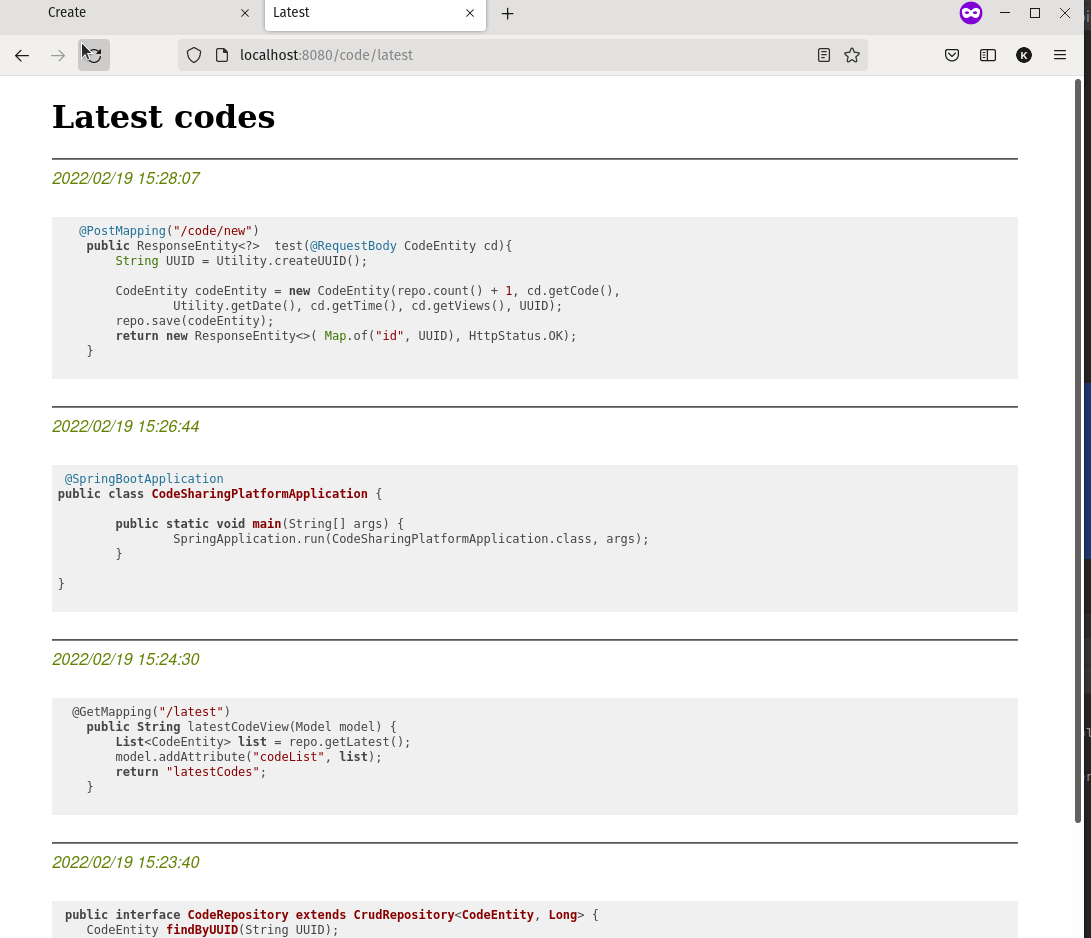 Create
Latest
localhost:8080/code/latest
K
Latest codes
2022/02/19 15:28:07
@PostMapping("/code/new")
public ResponseEntity<?>  test(@RequestBody CodeEntity cd){
String UUID = Utility.createUUID();
CodeEntity codeEntity = new CodeEntity(repo.count() + 1, cd.getCode(),
Utility.getDate(), cd.getTime(), cd.getViews(), UUID);
repo.save(codeEntity);
return new ResponseEntity<>( Map.of("id", UUID), HttpStatus.OK);
}
2022/02/19 15:26:44
@SpringBootApplication
public class CodeSharingPlatformApplication {
public static void main(String[] args) {
SpringApplication.run(CodeSharingPlatformApplication.class, args);
}
}
2022/02/19 15:24:30
@GetMapping("/latest")
public String latestCodeView(Model model) {
List<CodeEntity> list = repo.getLatest();
model.addAttribute("codeList", list);
return "latestCodes";
}
2022/02/19 15:23:40
public interface CodeRepository extends CrudRepository<CodeEntity, Long> {
CodeEntity findByUUID(String UUID);